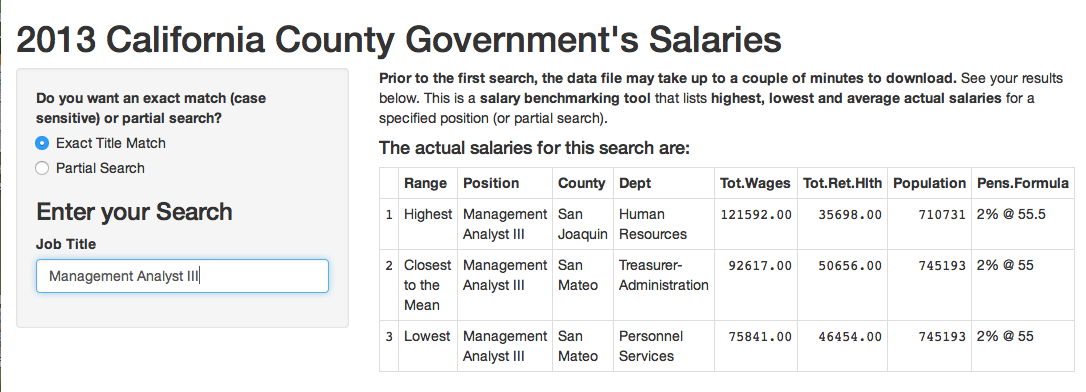 2013 California County Government's Salaries
Do you want an exact match (case
sensitive) or partial search?
Exact Title Match
Partial Search
Enter your Search
Job Title
Management Analyst III
Prior to the first search, the data file may take up to a couple of minutes to download. See your results
below. This is a salary benchmarking tool that lists highest, lowest and average actual salaries for a
specified position (or partial search).
The actual salaries for this search are:
Range Position County Dept Tot.Wages Tot.Ret.Hlth Population Pens.Formula
1 Highest Management San Human 121592.00 35698.00 710731 2% @ 55.5
Analyst III Joaquin Resources
2 Closest Management San Treasurer- 92617.00 50656.00 745193 2% @ 55
to the Analyst III Mateo Administration
Mean
3 Lowest Management San Personnel 75841.00 46454.00 745193 2% @ 55
Analyst III Mateo Services